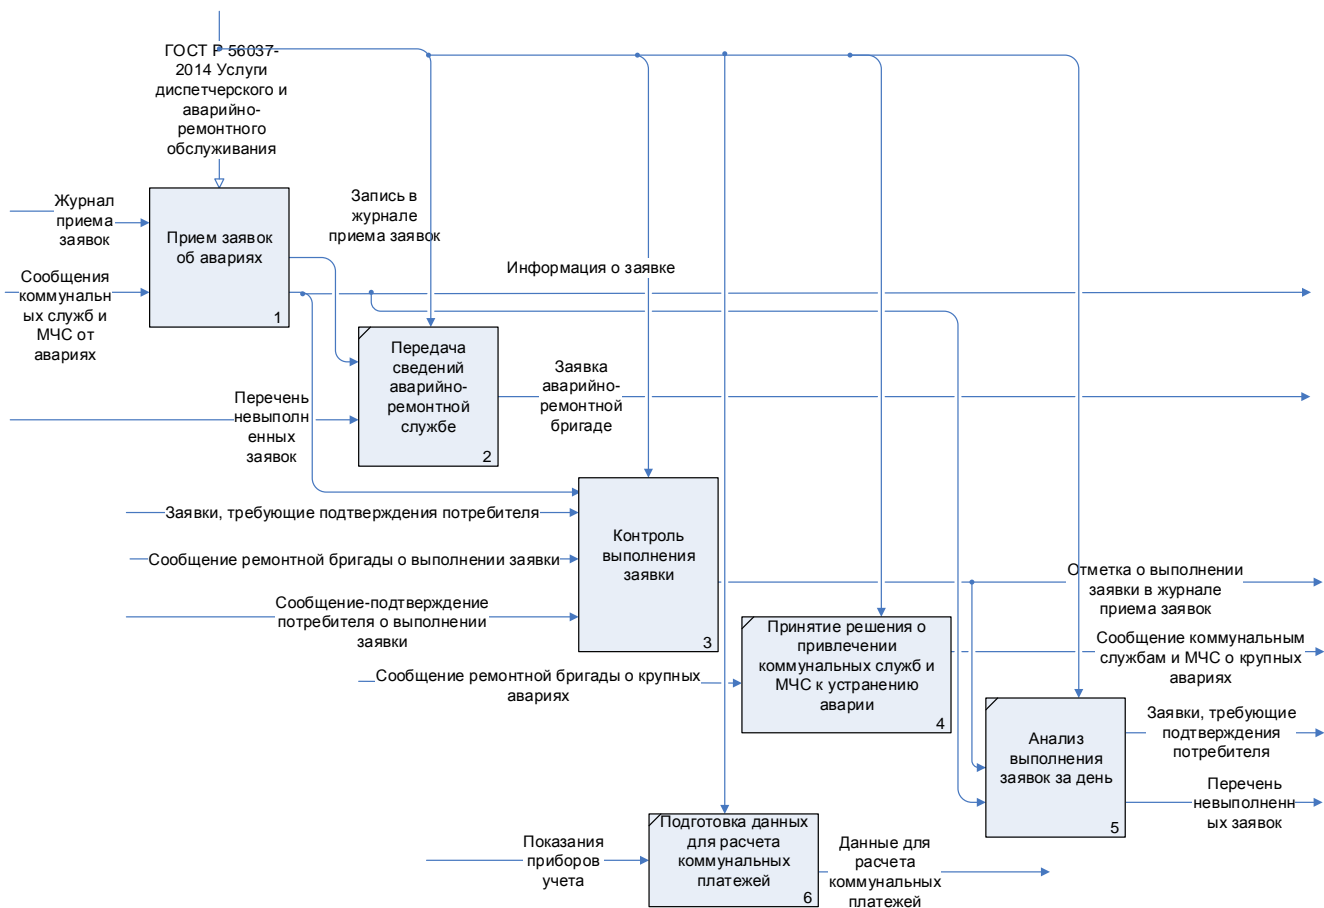 ГОСТ Р 56037-
2014 Услуги
диспетчерского и
аварийно-
ремонтного
обслуживания
Журнал
приема
заявок
Сообщения
коммунальн
ых служб и
МЧС от
авариях
Прием заявок
об авариях
1
Запись в
журнале
приема заявок
Информация о заявке
Перечень
невыполн
енных
заявок
Передача
сведений
аварийно-
ремонтной
службе
2
Заявка
аварийно-
ремонтной
бригаде
Заявки, требующие подтверждения потребителя
Сообщение ремонтной бригады о выполнении заявки
Сообщение-подтверждение
потребителя о выполнении
заявки
Контроль
выполнения
заявки
3
Отметка о выполнении
заявки в журнале
приема заявок
Сообщение ремонтной бригады о крупных
авариях
Принятие решения о
привлечении
коммунальных служб и
МЧС к устранению
аварии
4
Сообщение коммунальным
службам и МЧС о крупных
авариях
Анализ
выполнения
заявок за день
5
Заявки, требующие
подтверждения
потребителя
Перечень
невыполненн
ых заявок
Показания
приборов
учета
Подготовка данных
для расчета
коммунальных
платежей
6
Данные для
расчета
коммунальных
платежей